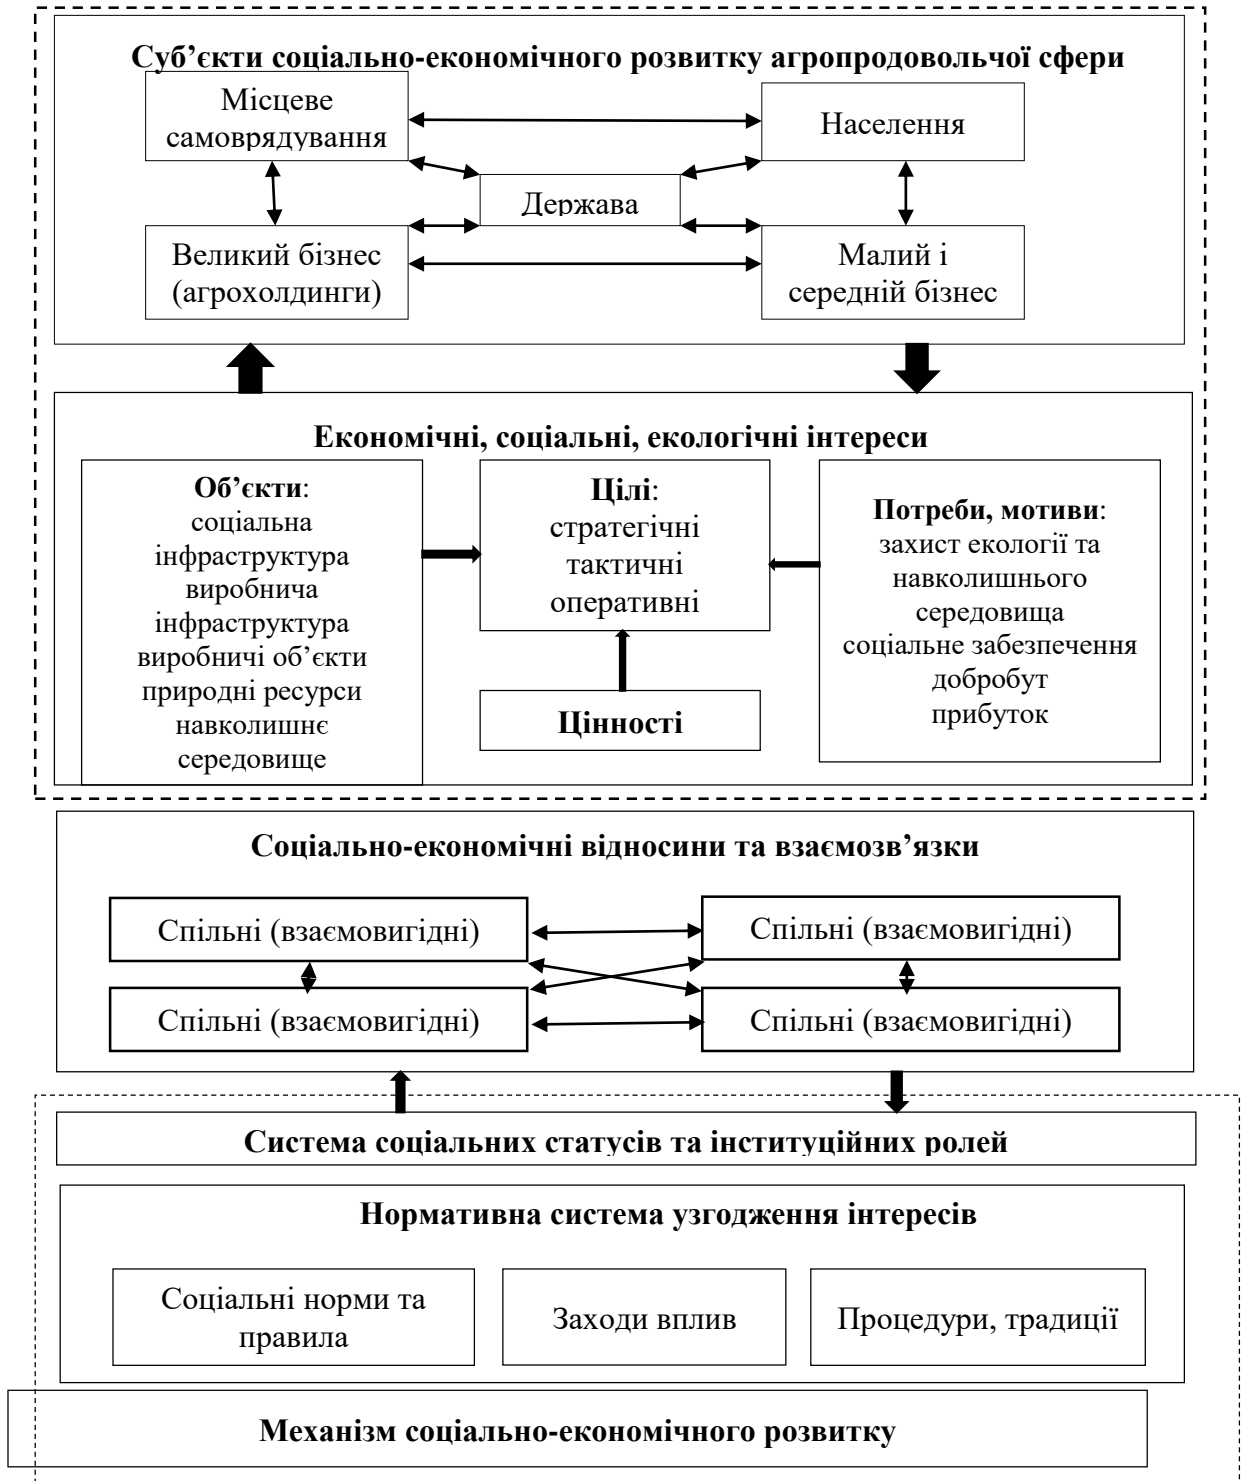 Суб’єкти соціально-економічного розвитку агропродовольчої сфери
Місцеве
самоврядування
Населення
Держава
Великий бізнес
(агрохолдинги)
Малий і
середній бізнес
Економічні, соціальні, екологічні інтереси
Об’єкти:
соціальна
інфраструктура
виробнича
інфраструктура
виробничі об’єкти
природні ресурси
навколишнє
середовище
Цілі:
стратегічні
тактичні
оперативні
Цінності
Потреби, мотиви:
захист екології та
навколишнього
середовища
соціальне забезпечення
добробут
прибуток
Соціально-економічні відносини та взаємозв’язки
Спільні (взаємовигідні)
Спільні (взаємовигідні)
Спільні (взаємовигідні)
Спільні (взаємовигідні)
Система соціальних статусів та інституційних ролей
Нормативна система узгодження інтересів
Соціальні норми та
правила
Заходи вплив
Процедури, традиції
Механізм соціально-економічного розвитку